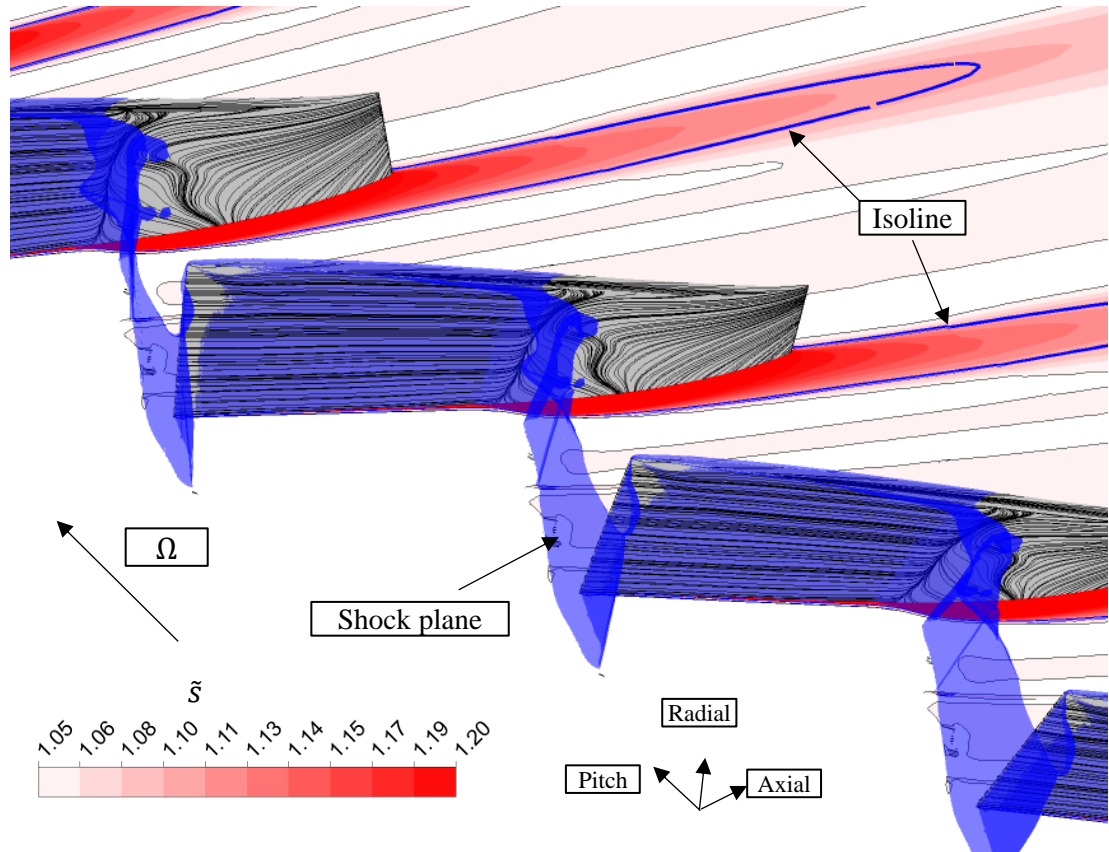 Isoline
Ω
Shock plane
s̃
1.05 1.06 1.08 1.10 1.11 1.13 1.14 1.15 1.17 1.19 1.20
Radial
Pitch
Axial